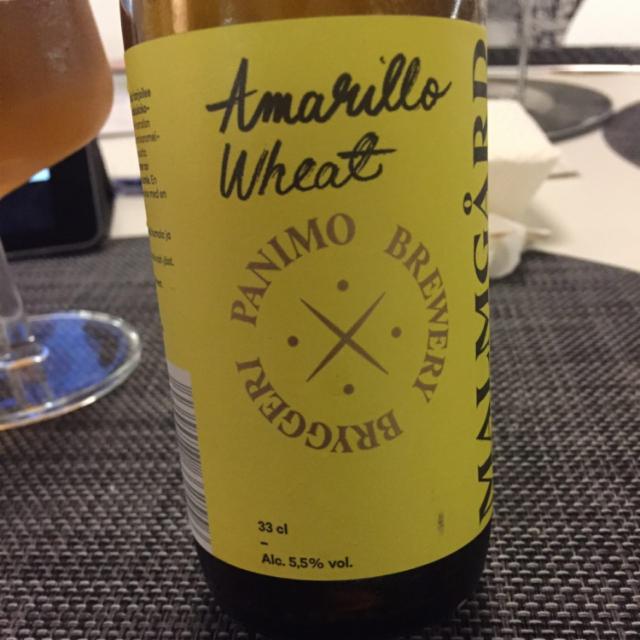 Amarillo
Wheat
PANIMO BREWERY BRYGGERI
MALMGÅRD
33 cl
–
Alc. 5,5% vol.